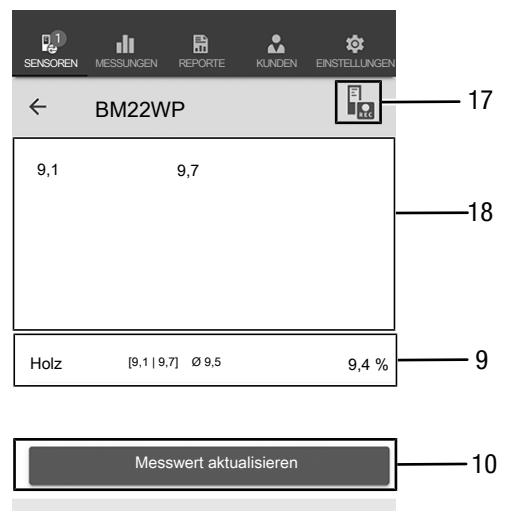 1
SENSOREN MESSUNGEN REPORTE KUNDEN EINSTELLUNGEN
BM22WP
REC
17
9,1 9,7
18
Holz [9,1 | 9,7] Ø 9,5 9,4 %
9
Messwert aktualisieren
10